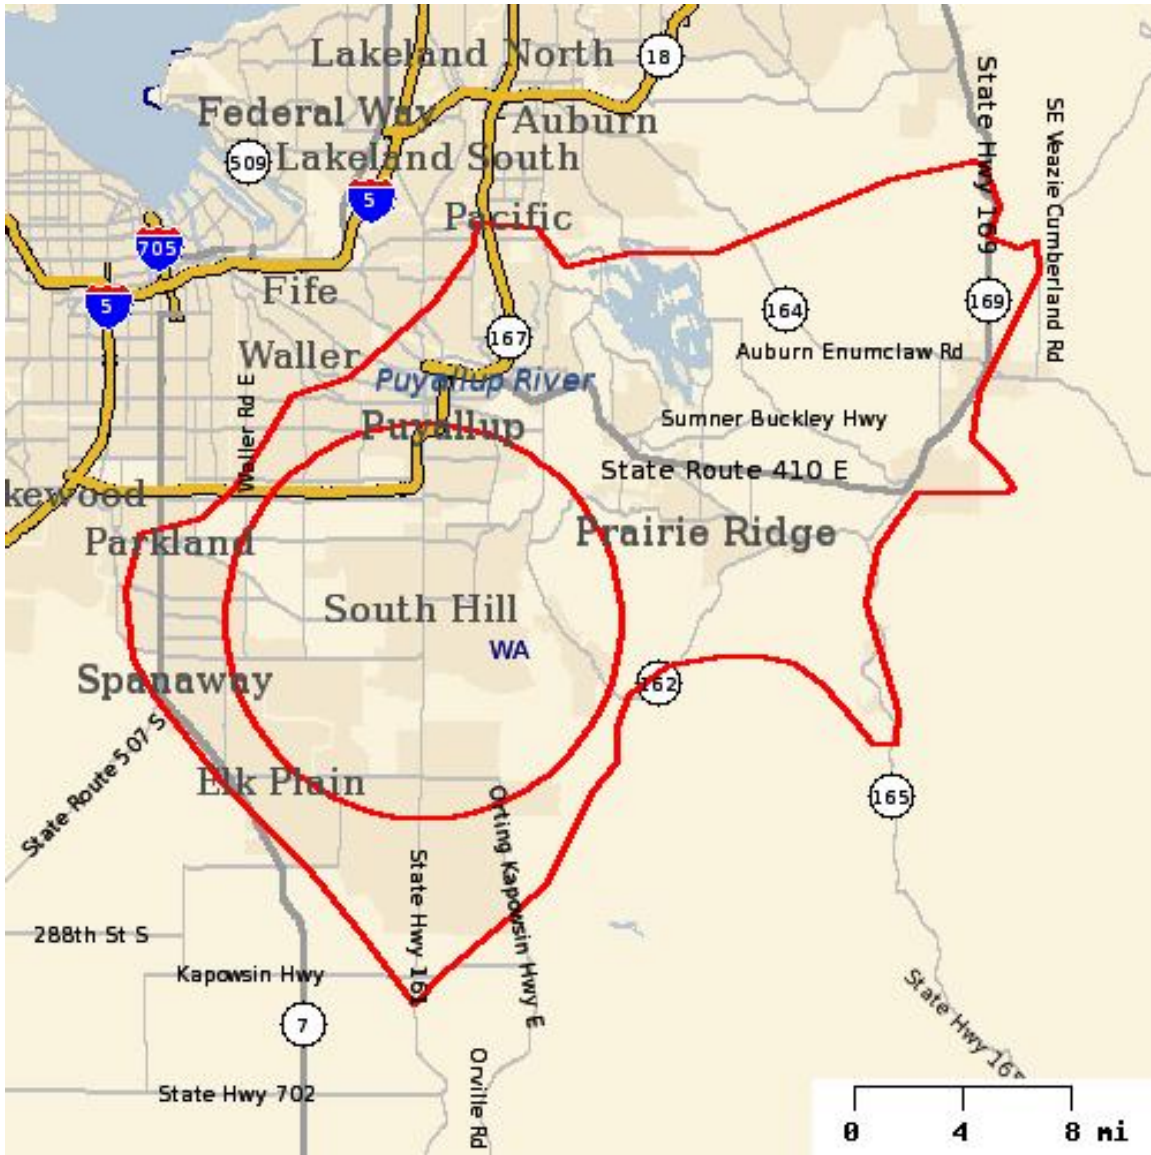 Lakeland North
18
Federal Way
Auburn
State Hwy 169
SE Veazie Cumberland Rd
509
Lakeland South
5
Pacific
705
Fife
5
164
169
167
Waller
Auburn Enumclaw Rd
Puyallup River
Waller Rd E
Puyallup
Sumner Buckley Hwy
State Route 410 E
kewood
Parkland
Prairie Ridge
South Hill
WA
Spanaway
162
State Route 507 S
Elk Plain
165
Orting Kapowsin Hwy E
State Hwy 161
288th St S
Kapowsin Hwy
State Hwy 165
7
Orville Rd
State Hwy 702
0 4 8 mi